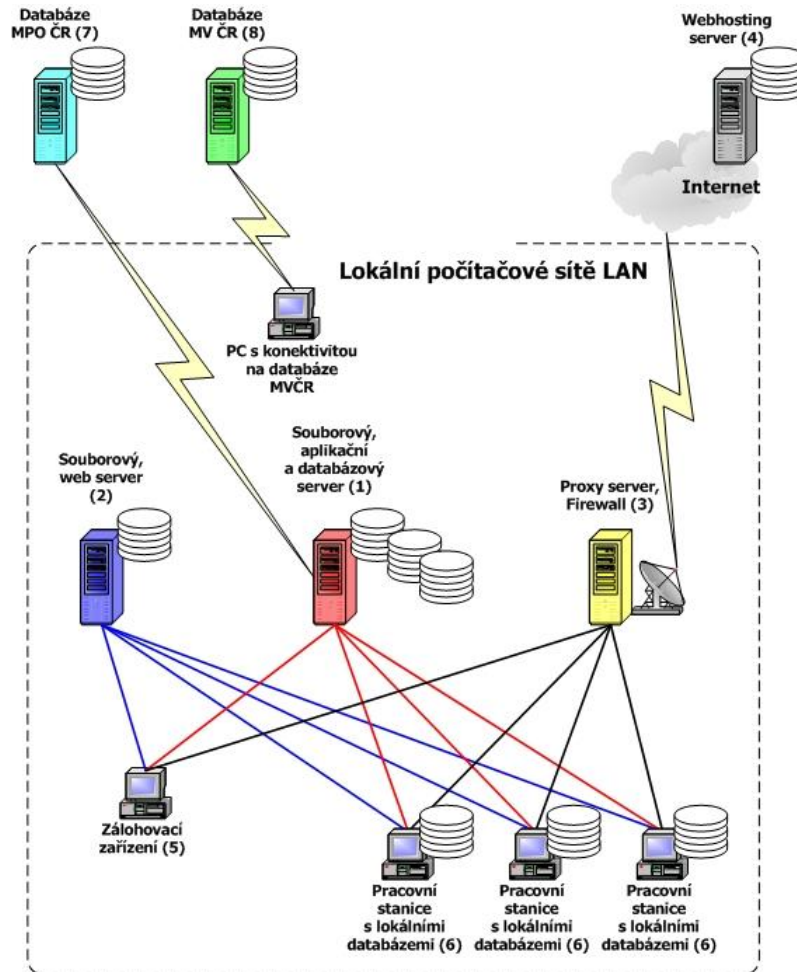 Databáze
MPO ČR (7)
Databáze
MV ČR (8)
Webhosting
server (4)
Internet
Lokální počítačové sítě LAN
PC s konektivitou
na databáze
MVČR
Souborový,
web server
(2)
Souborový,
aplikační
a databázový
server (1)
Proxy server,
Firewall (3)
Zálohovací
zařízení (5)
Pracovní
stanice
s lokálními
databázemi (6)
Pracovní
stanice
s lokálními
databázemi (6)
Pracovní
stanice
s lokálními
databázemi (6)